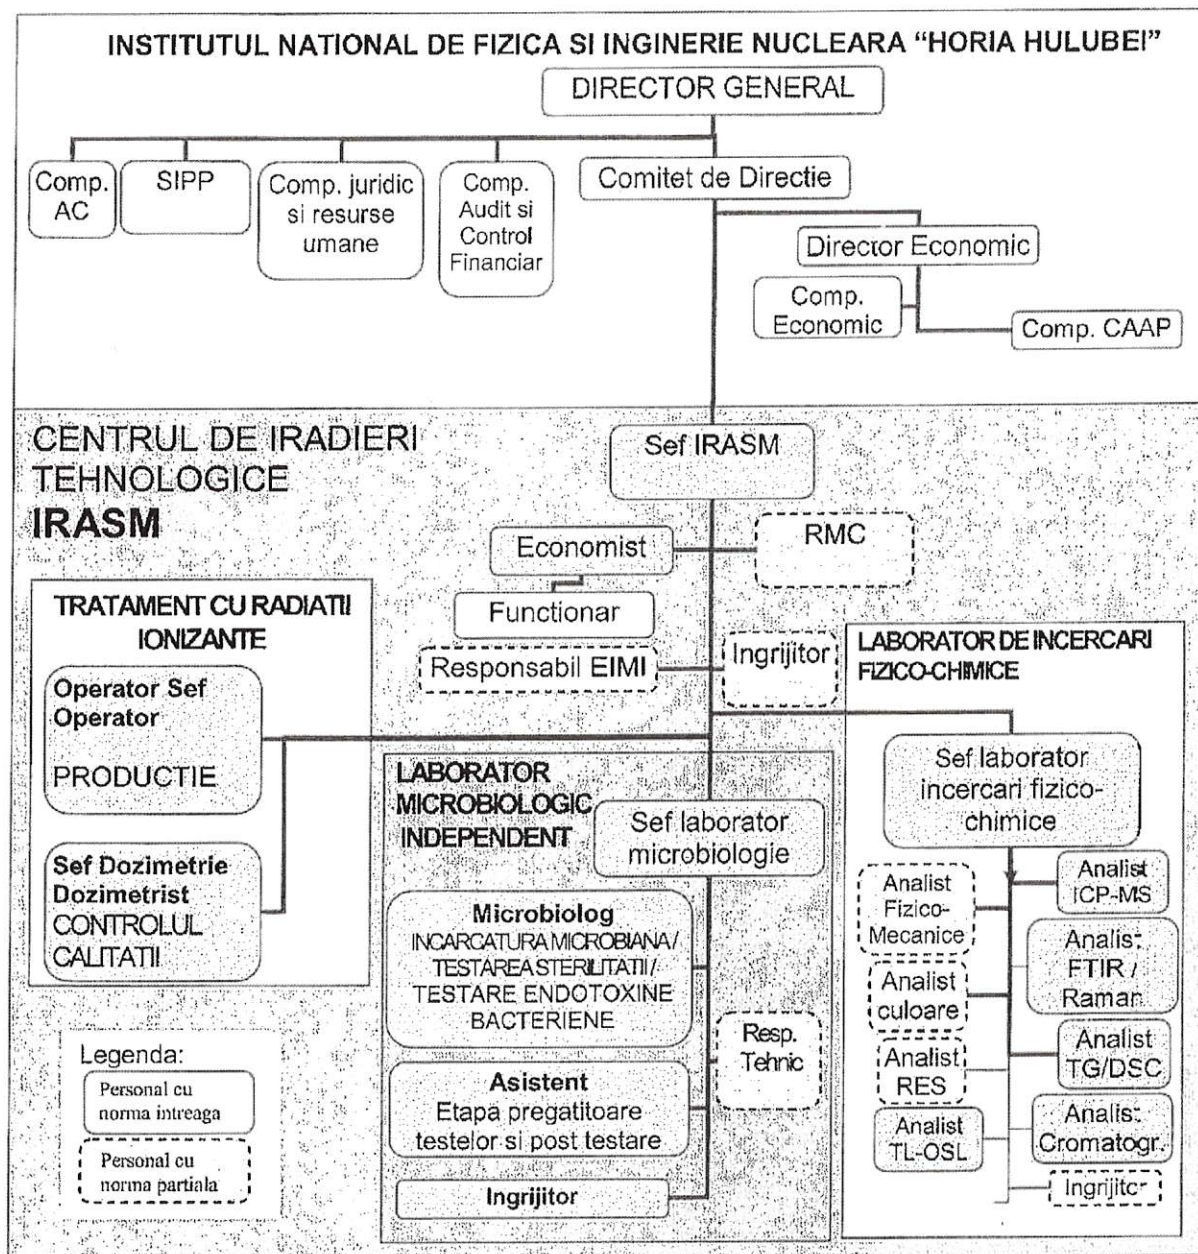 INSTITUTUL NATIONAL DE FIZICA SI INGINERIE NUCLEARA “HORIA HULUBEI”
DIRECTOR GENERAL
Comp.
AC
SIPP
Comp. juridic
si resurse
umane
Comp.
Audit si
Control
Financiar
Comitet de Directie
Director Economic
Comp.
Economic
Comp. CAAP
CENTRUL DE IRADIERI
TEHNOLOGICE
IRASM
Sef IRASM
Economist
RMC
Functionar
Responsabil EIMI
Ingrijitor
TRATAMENT CU RADIATII
IONIZANTE
Operator Sef
Operator
PRODUCTIE
Sef Dozimetrie
Dozimetrist
CONTROLUL
CALITATII
LABORATOR
MICROBIOLOGIC
INDEPENDENT
Sef laborator
microbiologie
Microbiolog
INCARCATURA MICROBIANA /
TESTAREA STERILITATII /
TESTARE ENDOTOXINE
BACTERIENE
Resp.
Tehnic
Asistent
Etapa pregatitoare
testelor si post testare
Ingrijitor
LABORATOR DE INCERCARI
FIZICO-CHIMICE
Sef laborator
incercari fizico-
chimice
Analist
Fizico-
Mecanice
Analist
ICP-MS
Analist
culoare
Analist
FTIR /
Raman
Analist
RES
Analist
TG/DSC
Analist
TL-OSL
Analist
Cromatogr.
Ingrijitor
Legenda:
Personal cu
norma intreaga
Personal cu
norma partiala